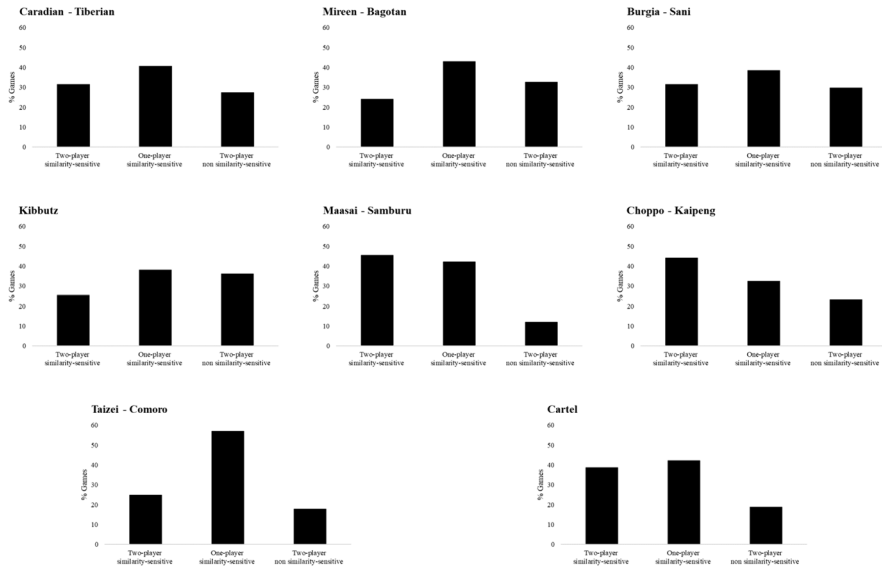 Caradian - Tiberian
% Games
60
50
40
30
20
10
0
Two-player
similarity-sensitive
One-player
similarity-sensitive
Two-player
non similarity-sensitive
Mireen - Bagotan
% Games
60
50
40
30
20
10
0
Two-player
similarity-sensitive
One-player
similarity-sensitive
Two-player
non similarity-sensitive
Burgia - Sani
% Games
60
50
40
30
20
10
0
Two-player
similarity-sensitive
One-player
similarity-sensitive
Two-player
non similarity-sensitive
Kibbutz
% Games
60
50
40
30
20
10
0
Two-player
similarity-sensitive
One-player
similarity-sensitive
Two-player
non similarity-sensitive
Maasai - Samburu
% Games
60
50
40
30
20
10
0
Two-player
similarity-sensitive
One-player
similarity-sensitive
Two-player
non similarity-sensitive
Choppo - Kaipeng
% Games
60
50
40
30
20
10
0
Two-player
similarity-sensitive
One-player
similarity-sensitive
Two-player
non similarity-sensitive
Taizei - Comoro
% Games
60
50
40
30
20
10
0
Two-player
similarity-sensitive
One-player
similarity-sensitive
Two-player
non similarity-sensitive
Cartel
% Games
60
50
40
30
20
10
0
Two-player
similarity-sensitive
One-player
similarity-sensitive
Two-player
non similarity-sensitive